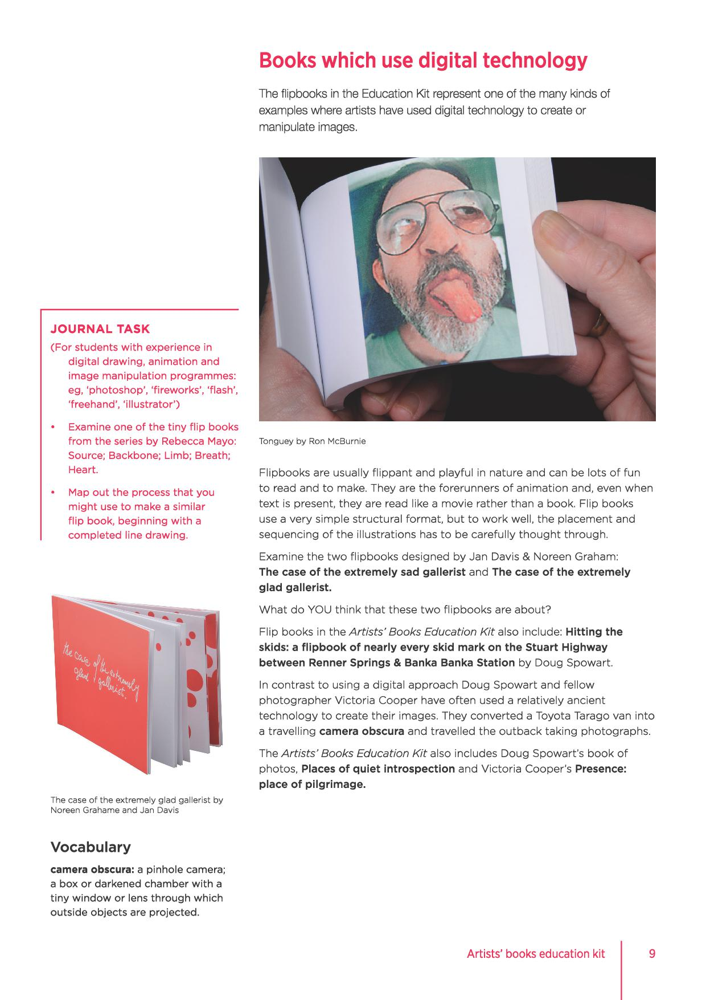 Books which use digital technology
The flipbooks in the Education Kit represent one of the many kinds of
examples where artists have used digital technology to create or
manipulate images.
JOURNAL TASK
(For students with experience in
digital drawing, animation and
image manipulation programmes:
eg, ‘photoshop’, ‘fireworks’, ‘flash’,
‘freehand’, ‘illustrator’)
• Examine one of the tiny flip books
from the series by Rebecca Mayo:
Source; Backbone; Limb; Breath;
Heart.
• Map out the process that you
might use to make a similar
flip book, beginning with a
completed line drawing.
the case of the extremely
glad gallerist.
The case of the extremely glad gallerist by
Noreen Grahame and Jan Davis
Vocabulary
camera obscura: a pinhole camera;
a box or darkened chamber with a
tiny window or lens through which
outside objects are projected.
Tonguey by Ron McBurnie
Flipbooks are usually flippant and playful in nature and can be lots of fun
to read and to make. They are the forerunners of animation and, even when
text is present, they are read like a movie rather than a book. Flip books
use a very simple structural format, but to work well, the placement and
sequencing of the illustrations has to be carefully thought through.
Examine the two flipbooks designed by Jan Davis & Noreen Graham:
The case of the extremely sad gallerist and The case of the extremely
glad gallerist.
What do YOU think that these two flipbooks are about?
Flip books in the Artists’ Books Education Kit also include: Hitting the
skids: a flipbook of nearly every skid mark on the Stuart Highway
between Renner Springs & Banka Banka Station by Doug Spowart.
In contrast to using a digital approach Doug Spowart and fellow
photographer Victoria Cooper have often used a relatively ancient
technology to create their images. They converted a Toyota Tarago van into
a travelling camera obscura and travelled the outback taking photographs.
The Artists’ Books Education Kit also includes Doug Spowart’s book of
photos, Places of quiet introspection and Victoria Cooper’s Presence:
place of pilgrimage.
Artists’ books education kit
9